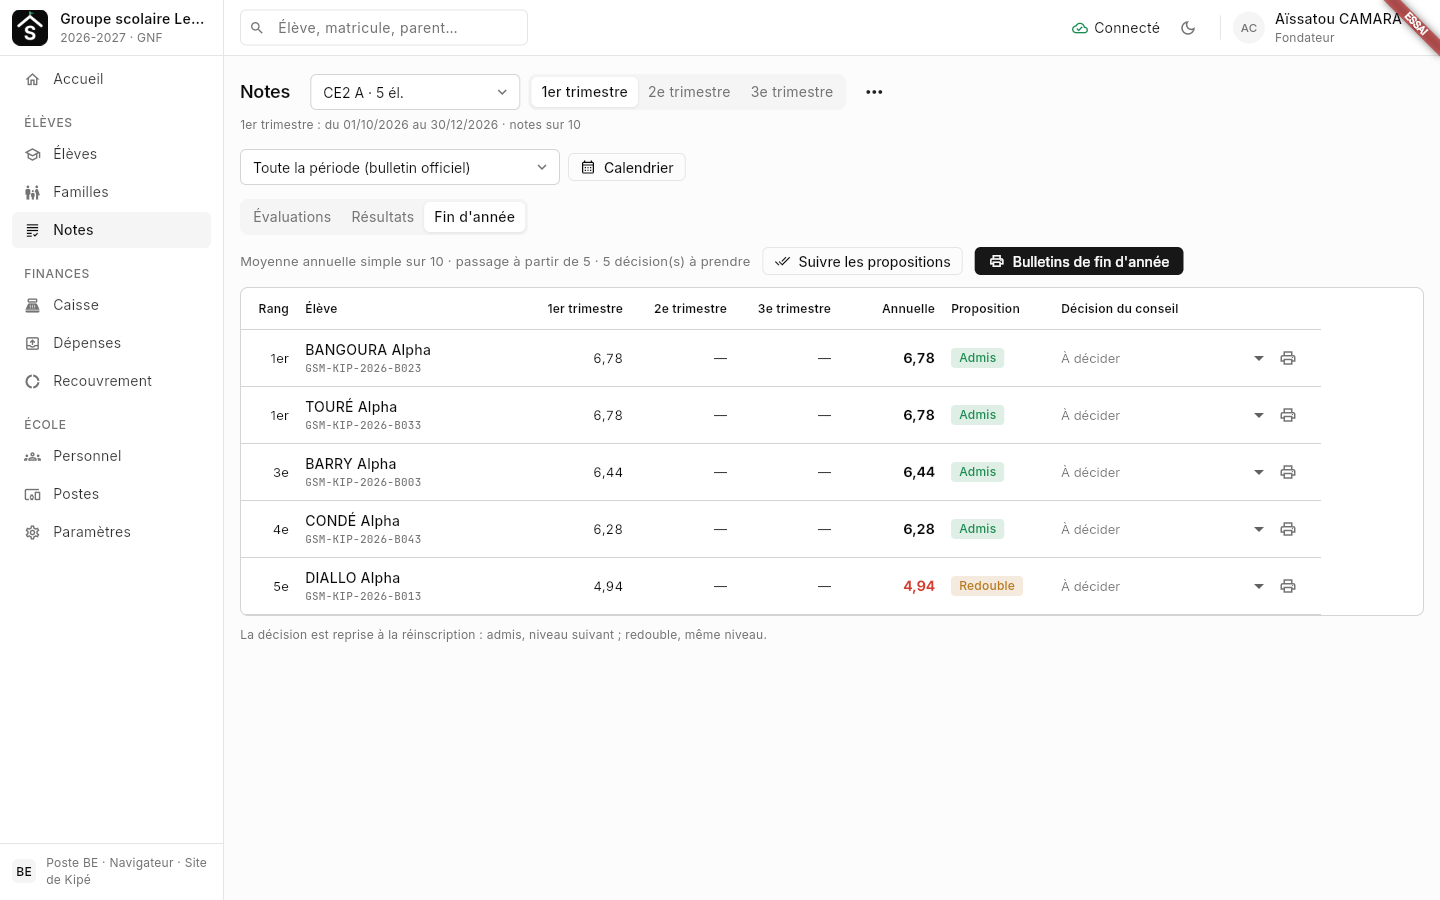 Groupe scolaire Le...
2026-2027 · GNF
Élève, matricule, parent...
Connecté
AC
Aïssatou CAMARA
Fondateur
ESSAI
Accueil
ÉLÈVES
Élèves
Familles
Notes
FINANCES
Caisse
Dépenses
Recouvrement
ÉCOLE
Personnel
Postes
Paramètres
BE
Poste BE · Navigateur · Site
de Kipé
Notes
CE2 A · 5 él.
1er trimestre 2e trimestre 3e trimestre
1er trimestre : du 01/10/2026 au 30/12/2026 · notes sur 10
Toute la période (bulletin officiel)
Calendrier
Évaluations Résultats Fin d'année
Moyenne annuelle simple sur 10 · passage à partir de 5 · 5 décision(s) à prendre
Suivre les propositions
Bulletins de fin d'année
Rang Élève 1er trimestre 2e trimestre 3e trimestre Annuelle Proposition Décision du conseil
1er BANGOURA Alpha 6,78 — — 6,78 Admis À décider
GSM-KIP-2026-B023
1er TOURÉ Alpha 6,78 — — 6,78 Admis À décider
GSM-KIP-2026-B033
3e BARRY Alpha 6,44 — — 6,44 Admis À décider
GSM-KIP-2026-B003
4e CONDÉ Alpha 6,28 — — 6,28 Admis À décider
GSM-KIP-2026-B043
5e DIALLO Alpha 4,94 — — 4,94 Redouble À décider
GSM-KIP-2026-B013
La décision est reprise à la réinscription : admis, niveau suivant ; redouble, même niveau.